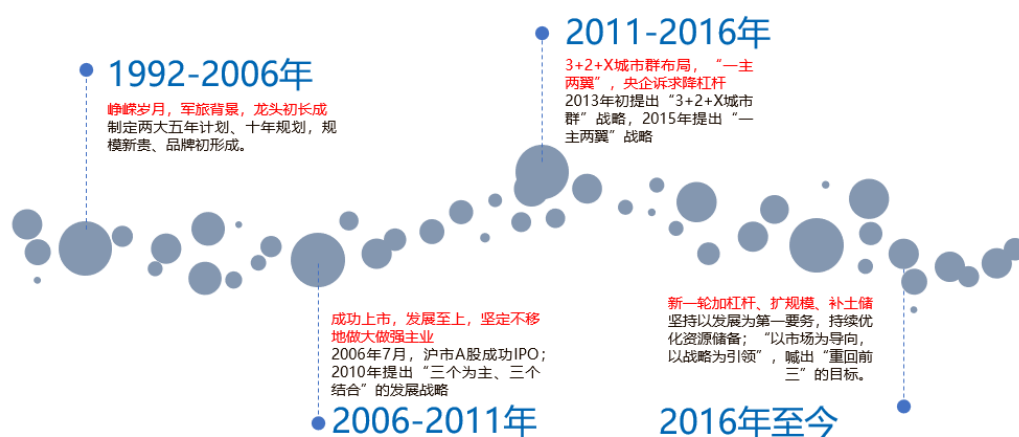 1992-2006年
峥嵘岁月，军旅背景，龙头初长成
制定两大五年计划、十年规划，规
模新贵、品牌初形成。
成功上市，发展至上，坚定不移
地做大做强主业
2006年7月，沪市A股成功IPO；
2010年提出“三个为主、三个
结合”的发展战略
2006-2011年
2011-2016年
3+2+X城市群布局，“一主
两翼”，央企诉求降杠杆
2013年初提出“3+2+X城市
群”战略，2015年提出“一
主两翼”战略
新一轮加杠杆、扩规模、补土储
坚持以发展为第一要务，持续优
化资源储备；“以市场为导向，
以战略为引领”，喊出“重回前
三”的目标。
2016年至今